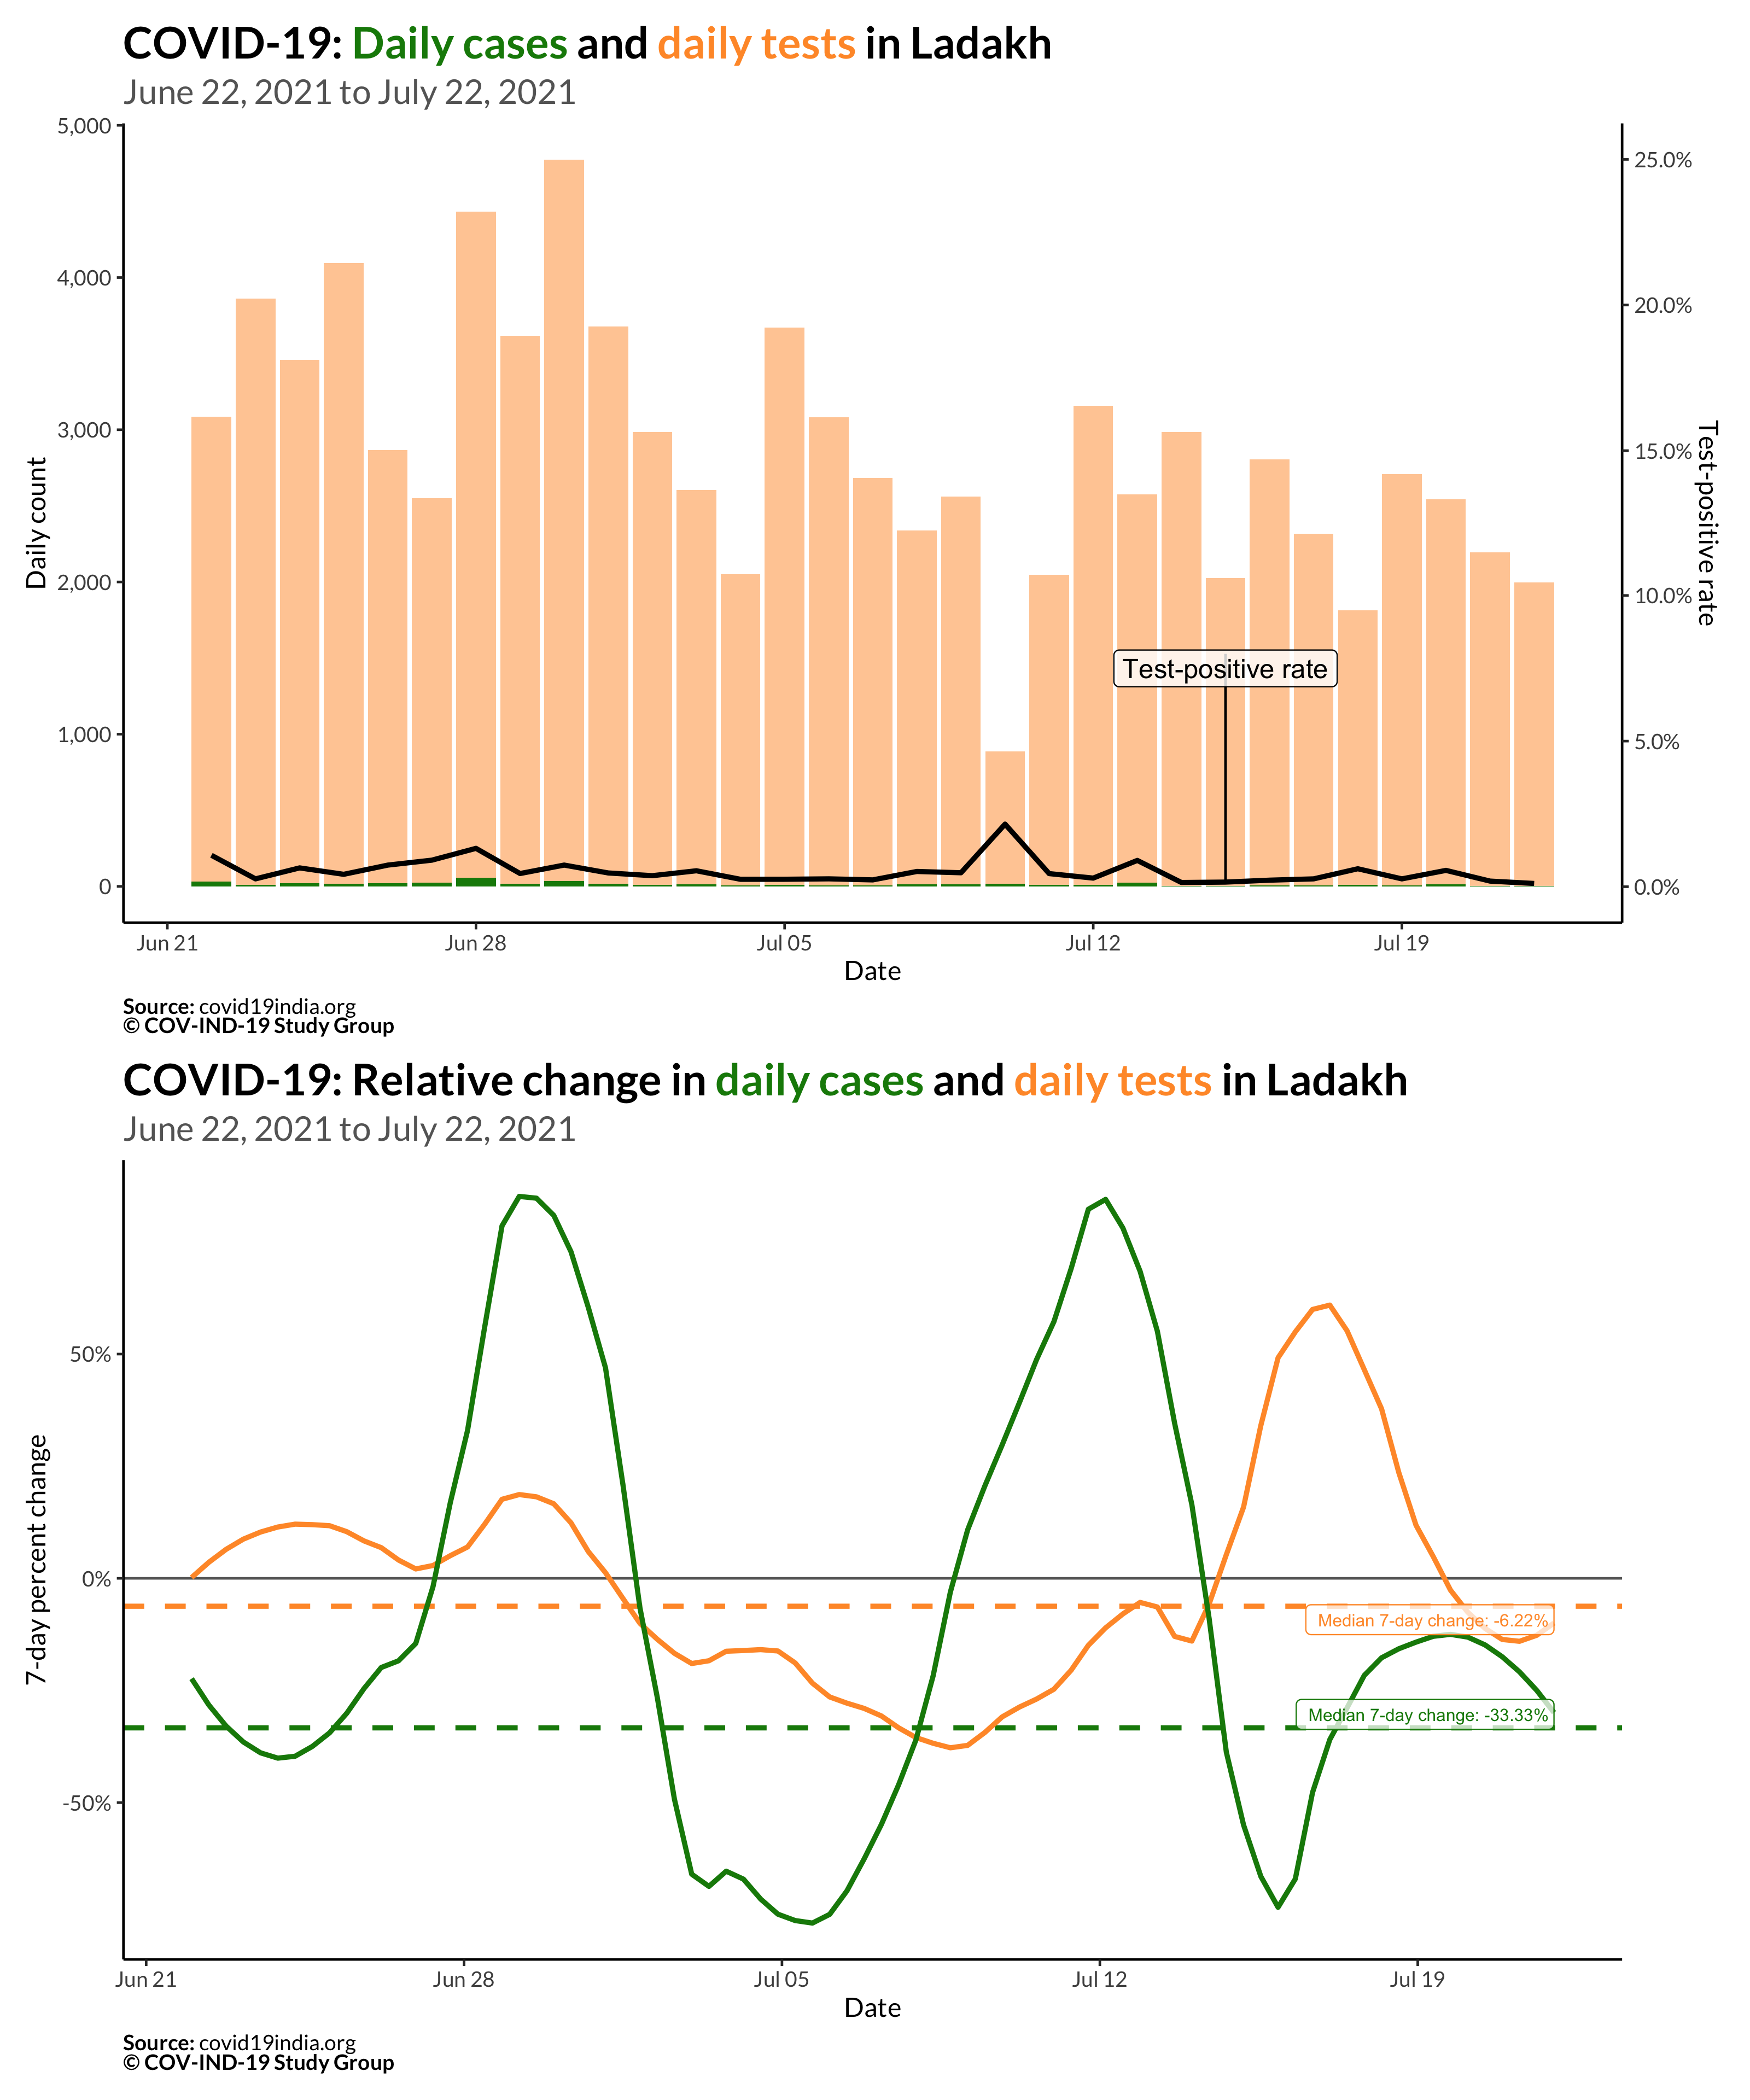 COVID-19: Daily cases and daily tests in Ladakh
June 22, 2021 to July 22, 2021
5,000
4,000
3,000
2,000
1,000
0
Daily count
25.0%
20.0%
15.0%
10.0%
5.0%
0.0%
Test-positive rate
Test-positive rate
Jun 21
Jun 28
Jul 05
Jul 12
Jul 19
Date
Source: covid19india.org
© COV-IND-19 Study Group
COVID-19: Relative change in daily cases and daily tests in Ladakh
June 22, 2021 to July 22, 2021
50%
0%
-50%
7-day percent change
Median 7-day change: -6.22%
Median 7-day change: -33.33%
Jun 21
Jun 28
Jul 05
Jul 12
Jul 19
Date
Source: covid19india.org
© COV-IND-19 Study Group